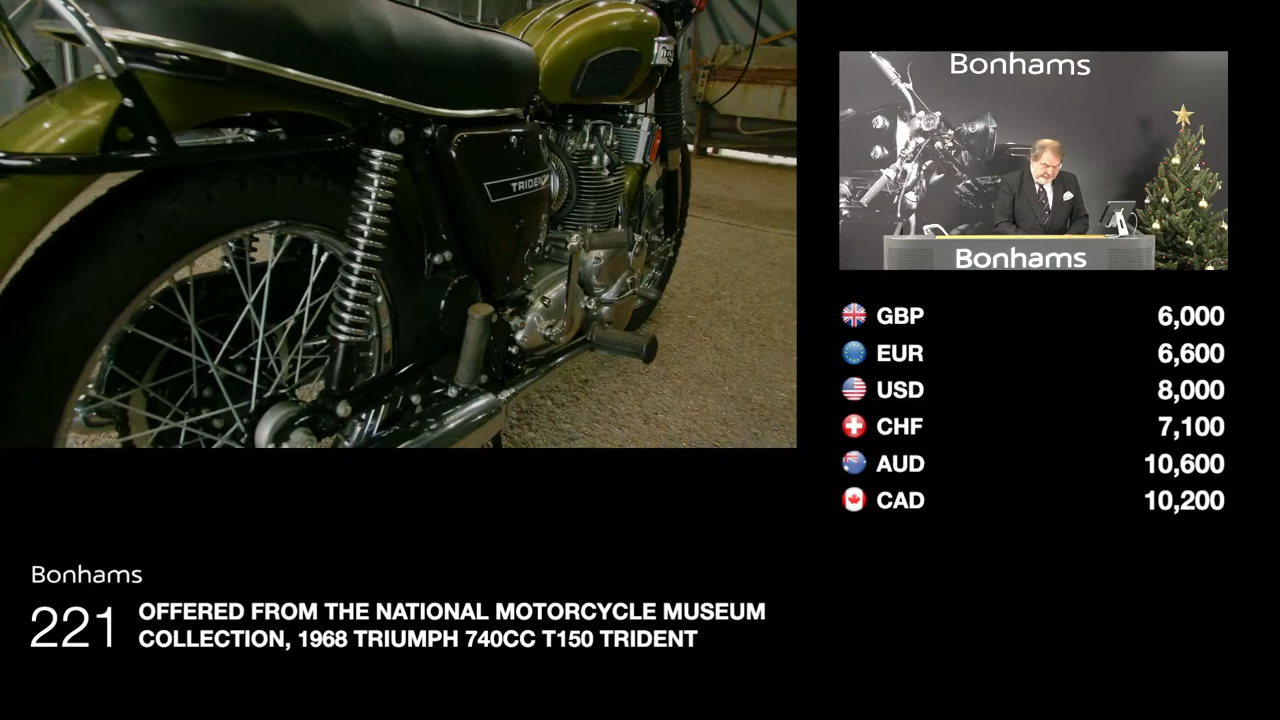 TRIDENT
Bonhams
Bonhams
GBP 6,000
EUR 6,600
USD 8,000
CHF 7,100
AUD 10,600
CAD 10,200
Bonhams
221
OFFERED FROM THE NATIONAL MOTORCYCLE MUSEUM
COLLECTION, 1968 TRIUMPH 740CC T150 TRIDENT